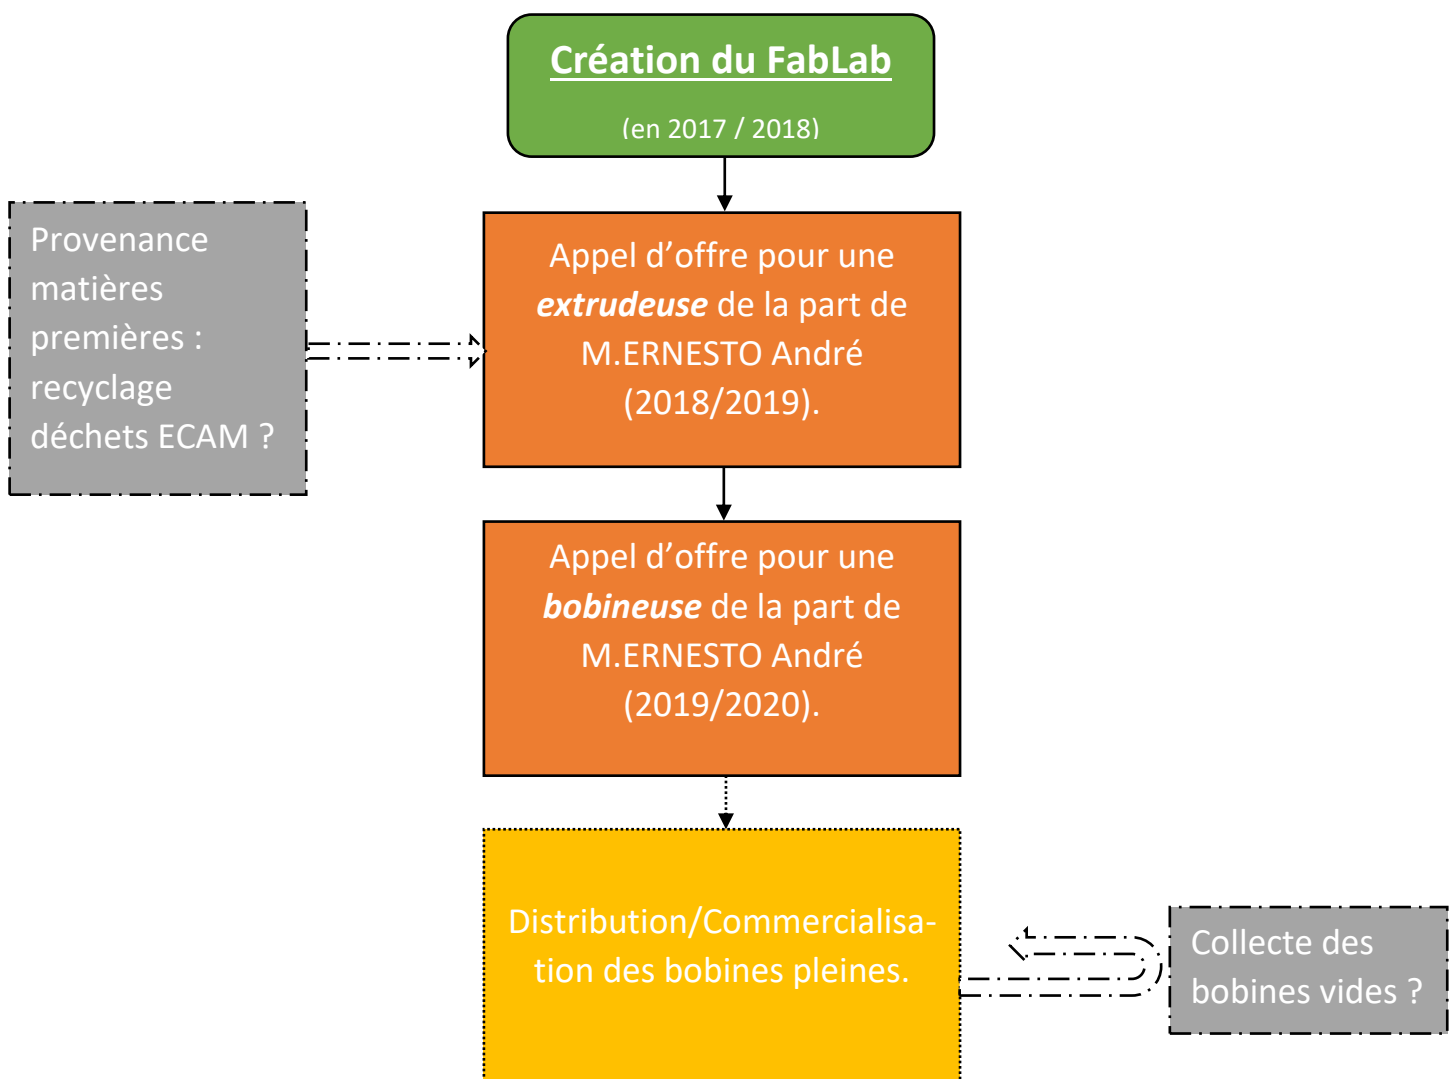 Création du FabLab
(en 2017 / 2018)
Provenance
matières
premières :
recyclage
déchets ECAM ?
Appel d’offre pour une
extrudeuse de la part de
M.ERNESTO André
(2018/2019).
Appel d’offre pour une
bobineuse de la part de
M.ERNESTO André
(2019/2020).
Distribution/Commercialisa-
tion des bobines pleines.
Collecte des
bobines vides ?